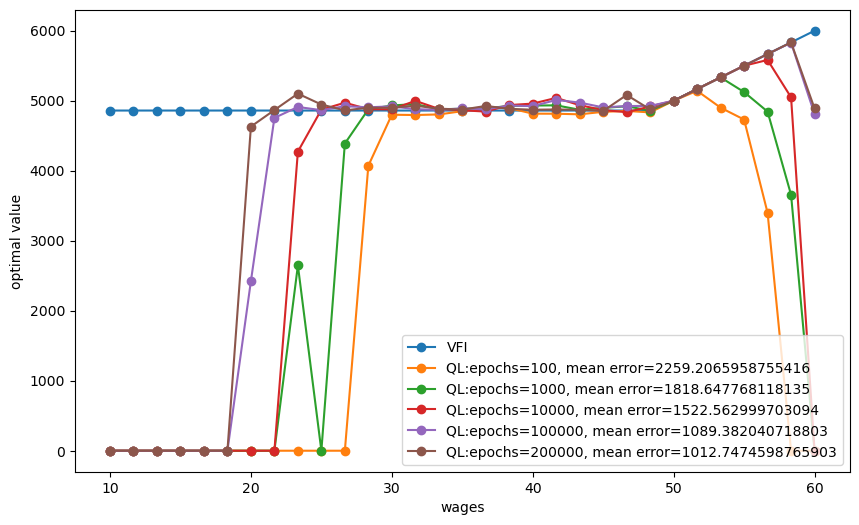 6000
5000
4000
3000
2000
1000
0
optimal value
10
20
30
40
50
60
wages
VFI
QL:epochs=100, mean error=2259.2065958755416
QL:epochs=1000, mean error=1818.647768118135
QL:epochs=10000, mean error=1522.562999703094
QL:epochs=100000, mean error=1089.382040718803
QL:epochs=200000, mean error=1012.7474598765903